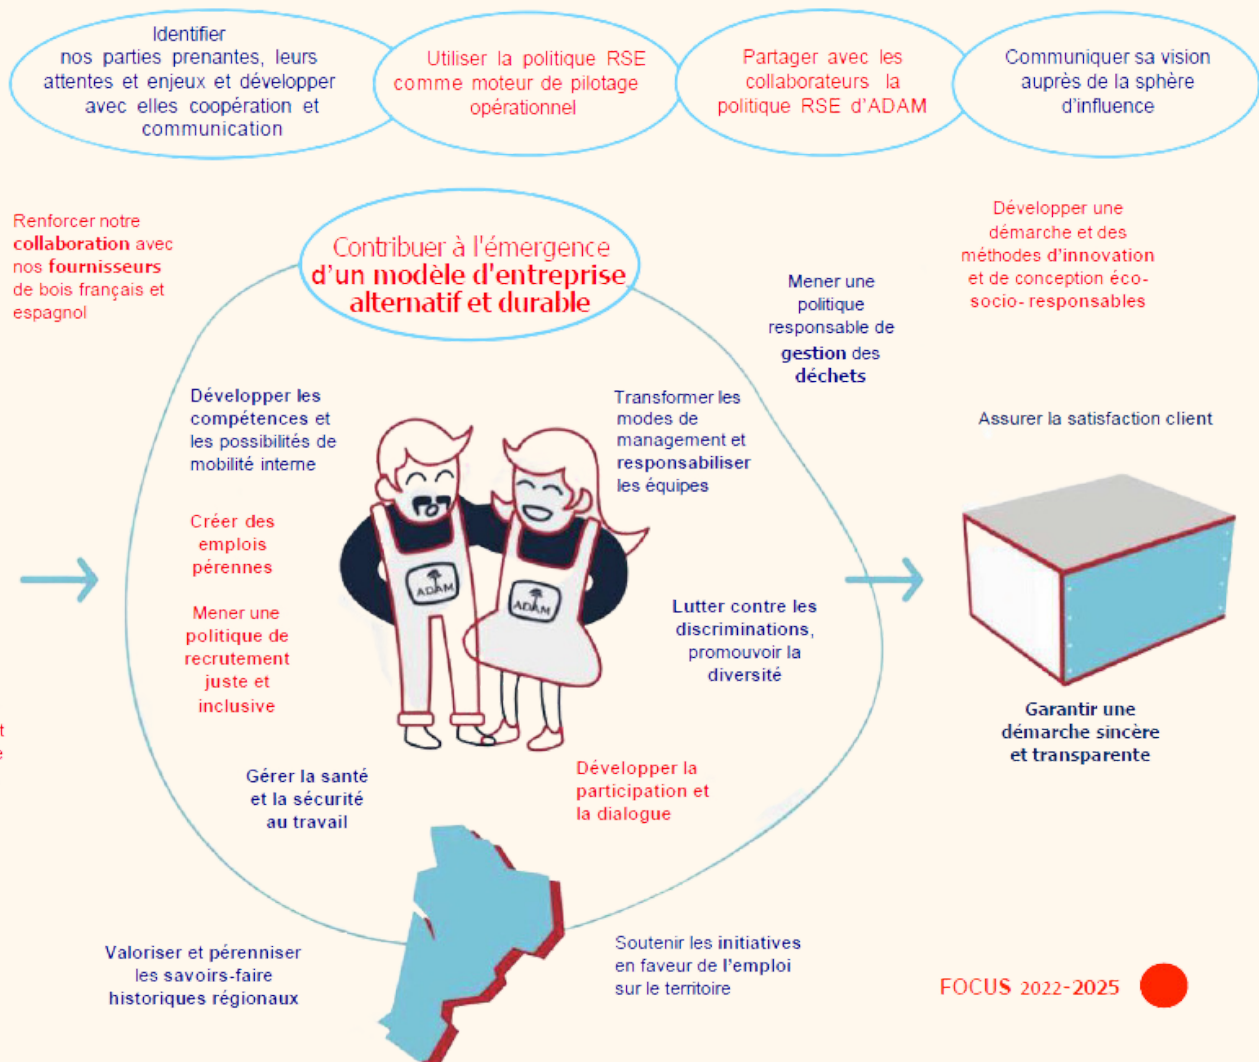 Identifier
nos parties prenantes, leurs
attentes et enjeux et développer
avec elles coopération et
communication
Utiliser la politique RSE
comme moteur de pilotage
opérationnel
Partager avec les
collaborateurs la
politique RSE d'ADAM
Communiquer sa vision
auprès de la sphère
d'influence
Renforcer notre
collaboration avec
nos fournisseurs
de bois français et
espagnol
Contribuer à l'émergence
d'un modèle d'entreprise
alternatif et durable
Mener une
politique
responsable de
gestion des
déchets
Développer une
démarche et des
méthodes d'innovation
et de conception éco-
socio- responsables
Développer les
compétences et
les possibilités de
mobilité interne
Transformer les
modes de
management et
responsabiliser
les équipes
Assurer la satisfaction client
Créer des
emplois
pérennes
ADAM
ADAM
Mener une
politique de
recrutement
juste et
inclusive
Lutter contre les
discriminations,
promouvoir la
diversité
Garantir une
démarche sincère
et transparente
t
e
Gérer la santé
et la sécurité
au travail
Développer la
participation et
la dialogue
Valoriser et pérenniser
les savoirs-faire
historiques régionaux
Soutenir les initiatives
en faveur de l'emploi
sur le territoire
FOCUS 2022-2025